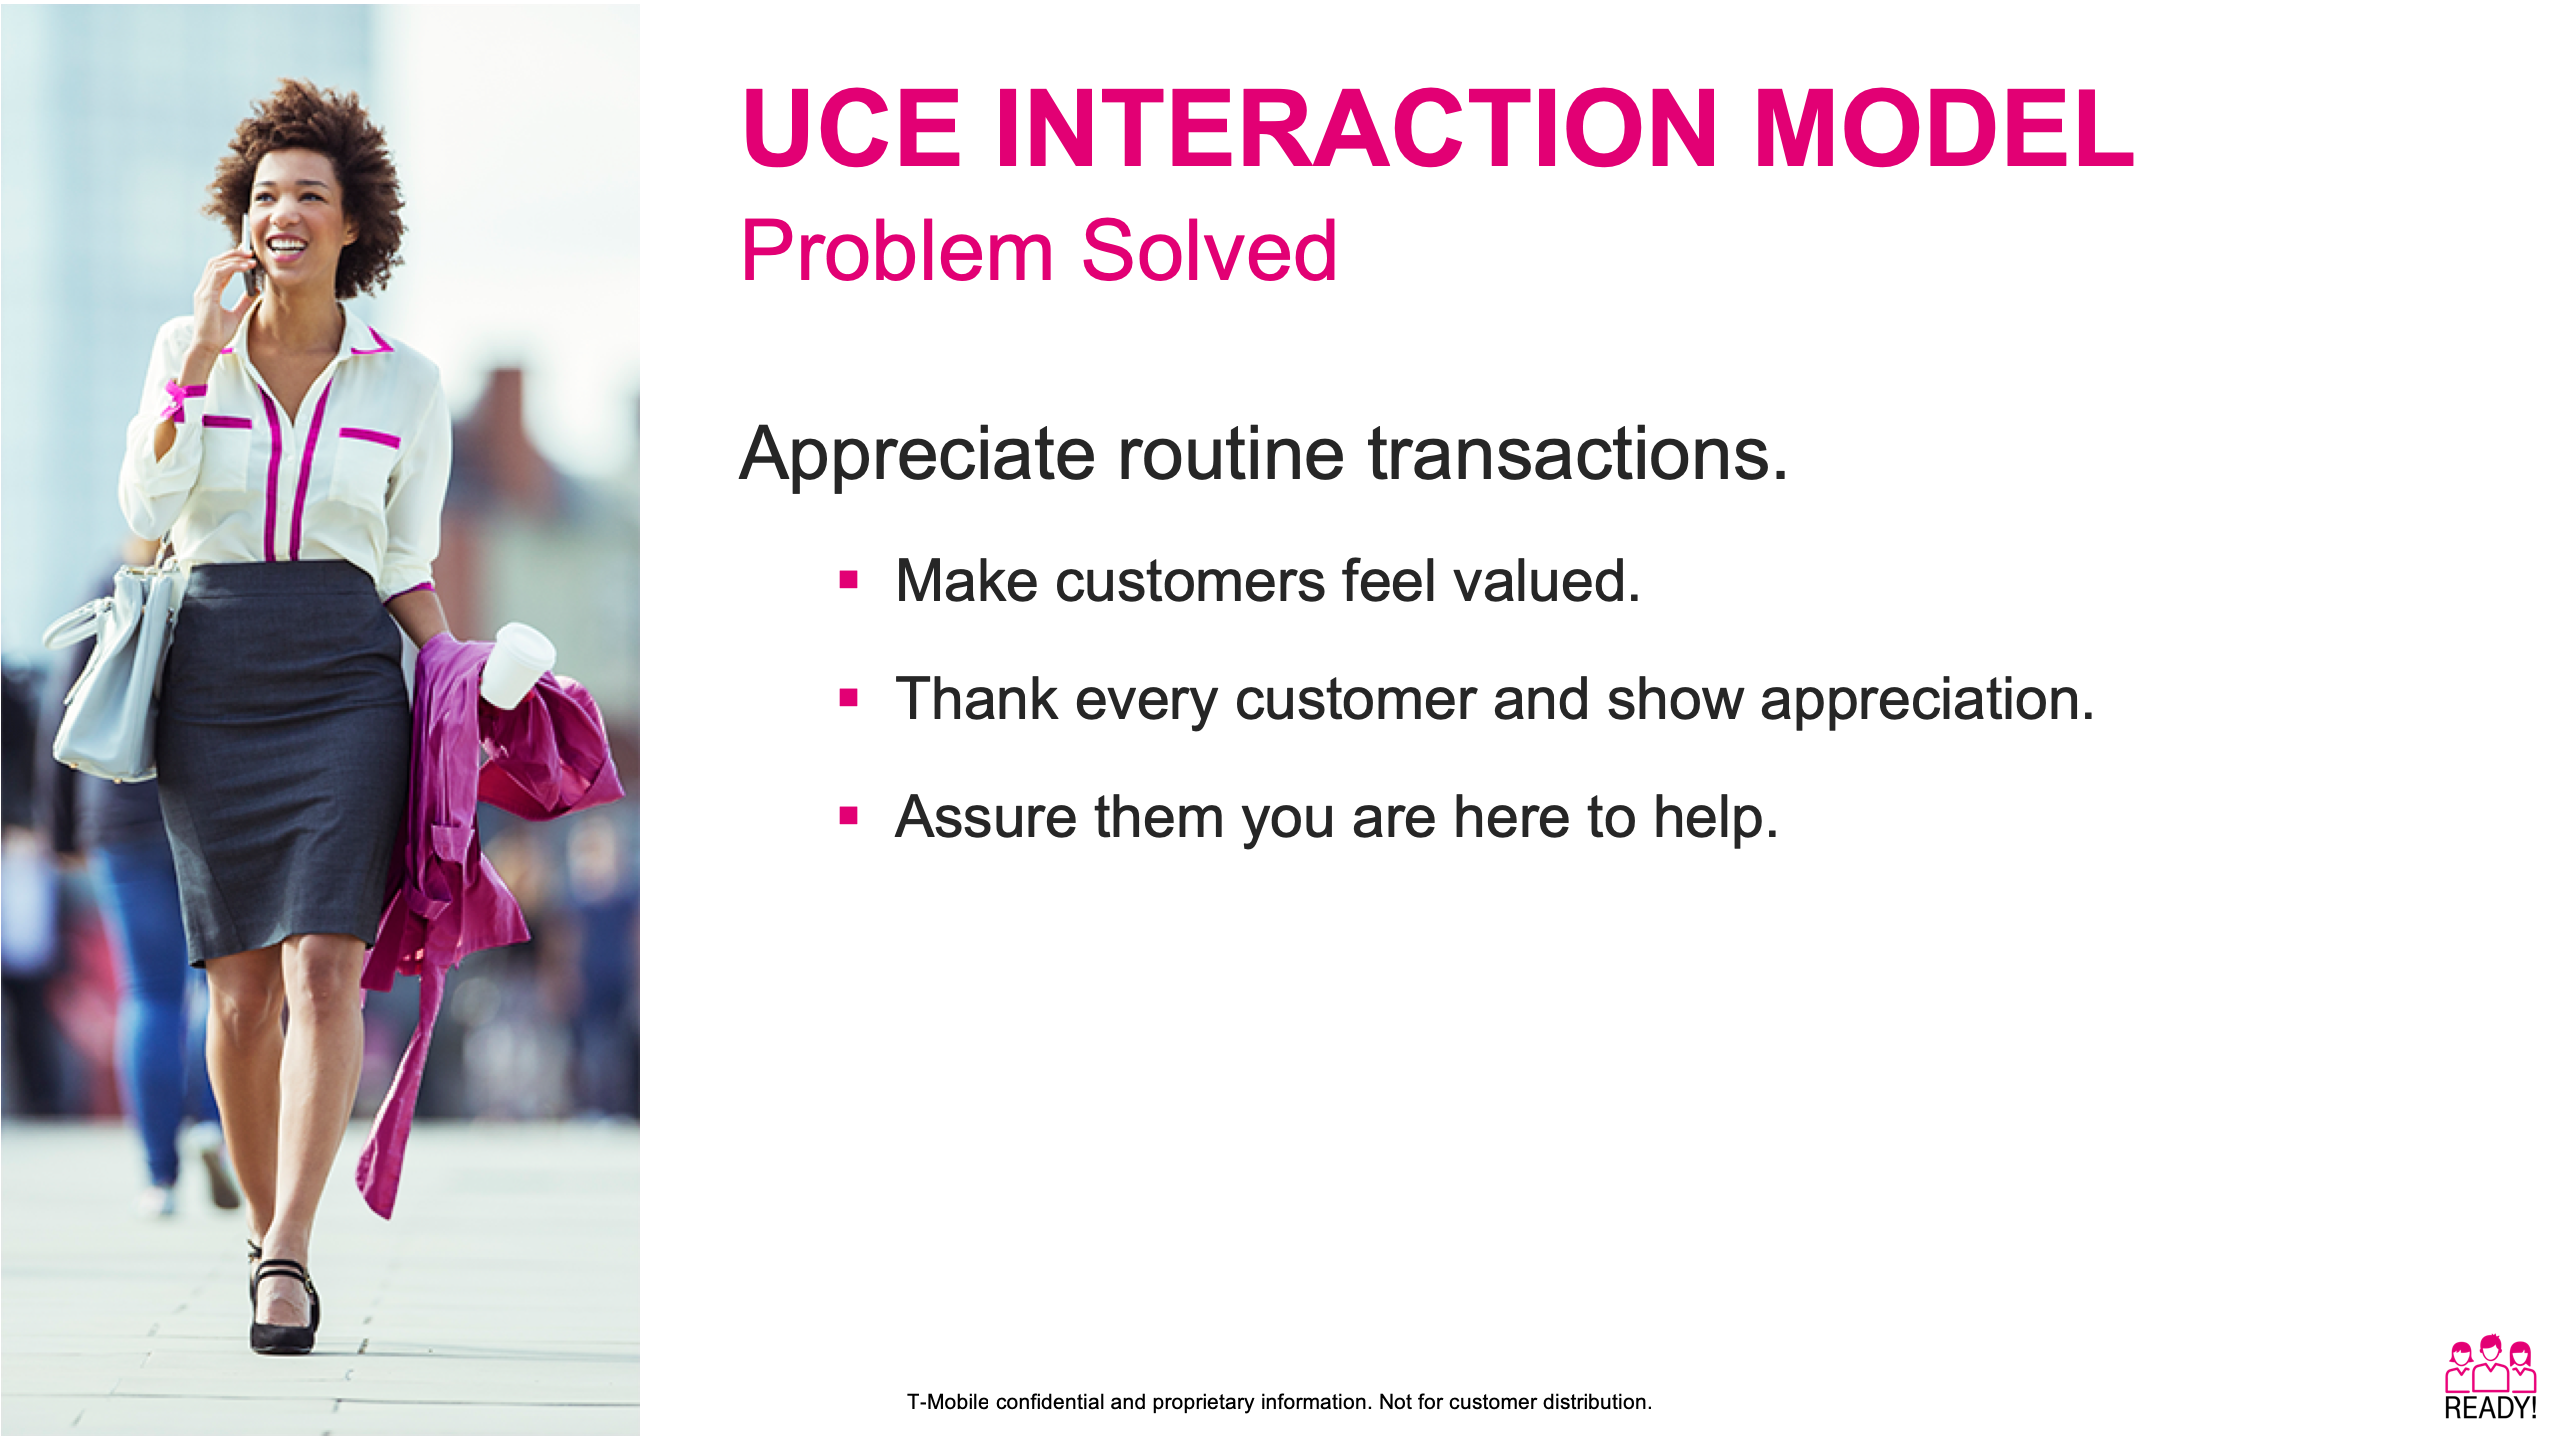 UCE INTERACTION MODEL
Problem Solved
Appreciate routine transactions.
▪ Make customers feel valued.
▪ Thank every customer and show appreciation.
▪ Assure them you are here to help.
T-Mobile confidential and proprietary information. Not for customer distribution.
READY!